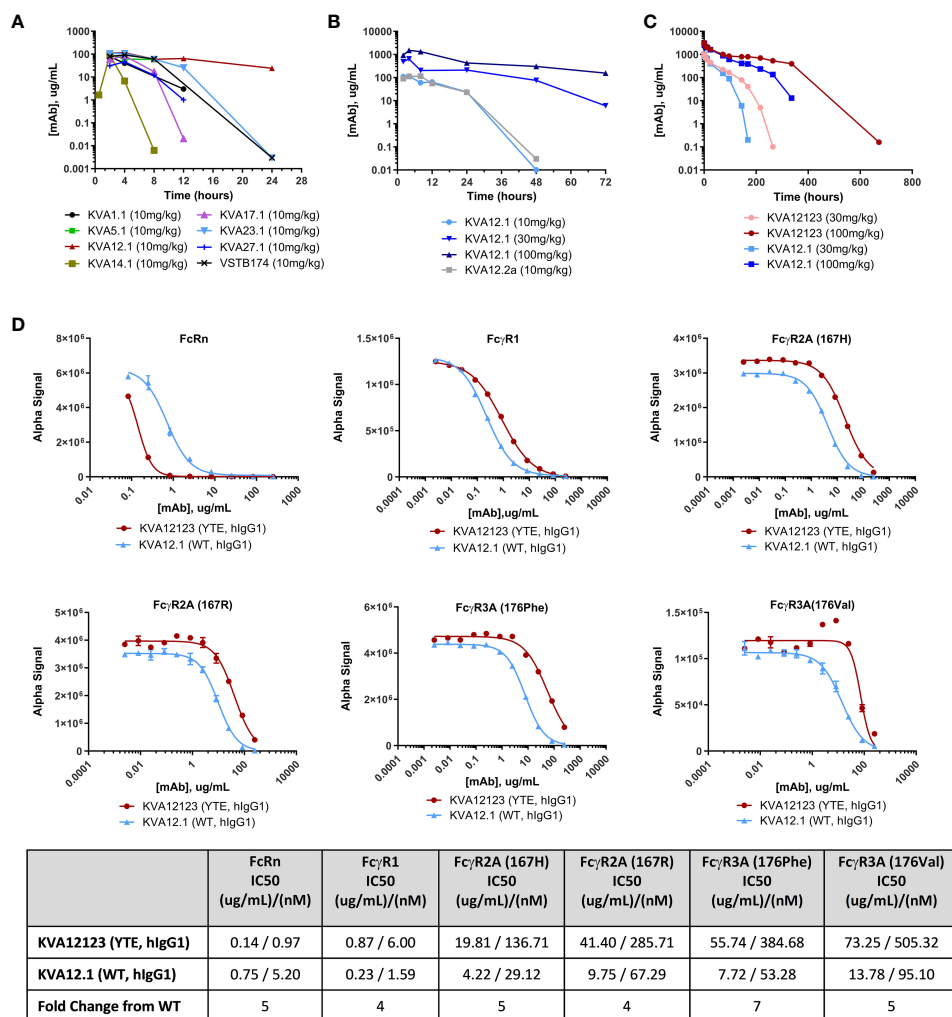 A
[mAb], ug/mL
1000
100
10
1
0.1
0.01
0.001
0 4 8 12 16 20 24 28
Time (hours)
KVA1.1 (10mg/kg)
KVA5.1 (10mg/kg)
KVA12.1 (10mg/kg)
KVA14.1 (10mg/kg)
KVA17.1 (10mg/kg)
KVA23.1 (10mg/kg)
KVA27.1 (10mg/kg)
VSTB174 (10mg/kg)
B
[mAb], ug/mL
10000
1000
100
10
1
0.1
0.01
0 12 24 36 48 60 72
Time (hours)
KVA12.1 (10mg/kg)
KVA12.1 (30mg/kg)
KVA12.1 (100mg/kg)
KVA12.2a (10mg/kg)
C
[mAb], ug/mL
10000
1000
100
10
1
0.1
0.01
0 200 400 600 800
Time (hours)
KVA12123 (30mg/kg)
KVA12123 (100mg/kg)
KVA12.1 (30mg/kg)
KVA12.1 (100mg/kg)
D
FcRn
Alpha Signal
8×10⁶
6×10⁶
4×10⁶
2×10⁶
0
0.01 0.1 1 10 100 1000
[mAb], ug/mL
KVA12123 (YTE, hIgG1)
KVA12.1 (WT, hIgG1)
FcγR1
Alpha Signal
1.5×10⁶
1×10⁶
5×10⁵
0
0.0001 0.001 0.01 0.1 1 10 100 1000
[mAb],ug/mL
KVA12123 (YTE, hIgG1)
KVA12.1 (WT, hIgG1)
FcγR2A (167H)
Alpha Signal
4×10⁶
3×10⁶
2×10⁶
1×10⁶
0
0.0001 0.001 0.01 0.1 1 10 100 1000
[mAb], ug/mL
KVA12123 (YTE, hIgG1)
KVA12.1 (WT, hIgG1)
FcγR2A (167R)
Alpha Signal
5×10⁶
4×10⁶
3×10⁶
2×10⁶
1×10⁶
0
0.0001 0.01 1 100 10000
[mAb], ug/mL
KVA12123 (YTE, hIgG1)
KVA12.1 (WT, hIgG1)
FcγR3A (176Phe)
Alpha Signal
6×10⁶
4×10⁶
2×10⁶
0
0.0001 0.001 0.01 0.1 1 10 100 1000
[mAb], ug/mL
KVA12123 (YTE, hIgG1)
KVA12.1 (WT, hIgG1)
FcγR3A(176Val)
Alpha Signal
1.5×10⁵
1×10⁵
5×10⁴
0
0.0001 0.01 1 100 10000
[mAb], ug/mL
KVA12123 (YTE, hIgG1)
KVA12.1 (WT, hIgG1)
FcRn FcγR1 FcγR2A (167H) FcγR2A (167R) FcγR3A (176Phe) FcγR3A (176Val)
IC50 IC50 IC50 IC50 IC50 IC50
(ug/mL)/(nM) (ug/mL)/(nM) (ug/mL)/(nM) (ug/mL)/(nM) (ug/mL)/(nM) (ug/mL)/(nM)
KVA12123 (YTE, hIgG1) 0.14 / 0.97 0.87 / 6.00 19.81 / 136.71 41.40 / 285.71 55.74 / 384.68 73.25 / 505.32
KVA12.1 (WT, hIgG1) 0.75 / 5.20 0.23 / 1.59 4.22 / 29.12 9.75 / 67.29 7.72 / 53.28 13.78 / 95.10
Fold Change from WT 5 4 5 4 7 5